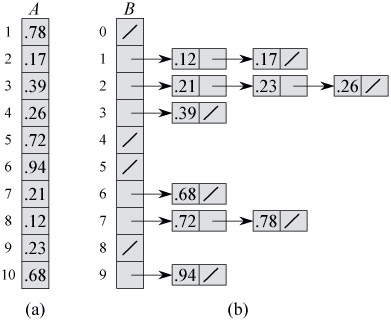 A B
1 .78 0
2 .17 1 .12 .17
3 .39 2 .21 .23 .26
4 .26 3 .39
5 .72 4
6 .94 5
7 .21 6 .68
8 .12 7 .72 .78
9 .23 8
10 .68 9 .94
(a) (b)